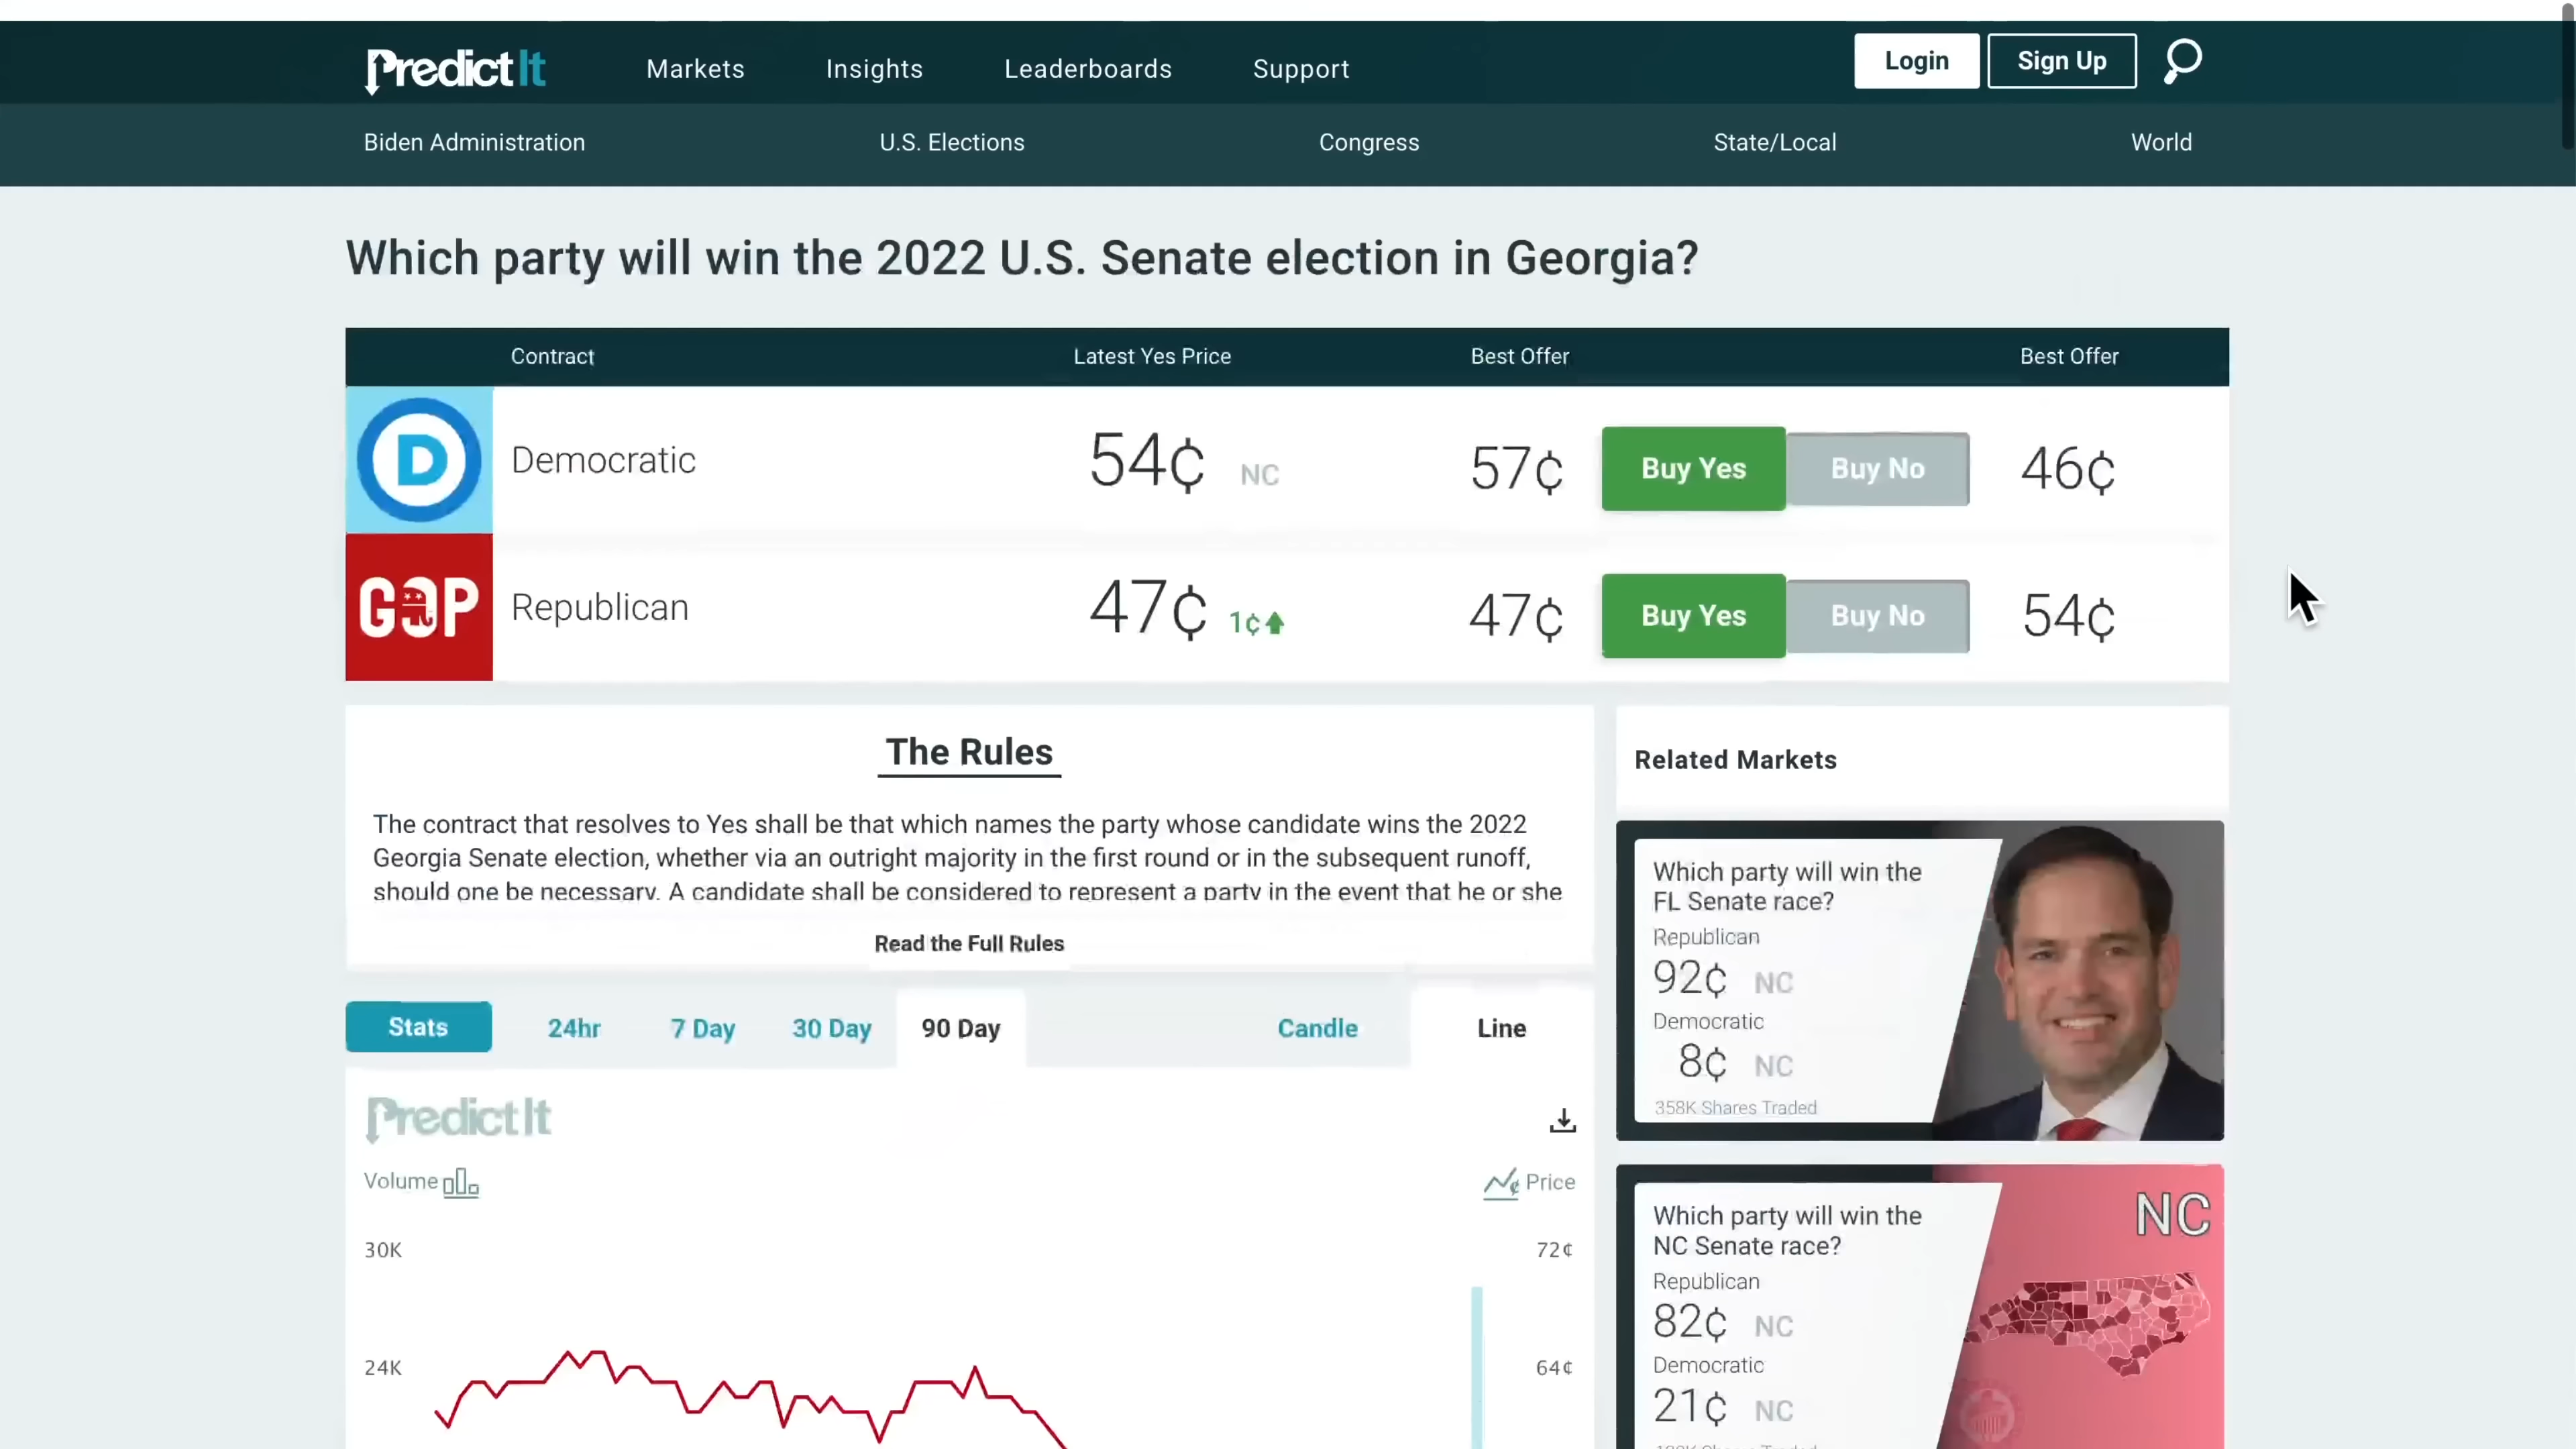 PredictIt
Markets
Insights
Leaderboards
Support
Login
Sign Up
Biden Administration
U.S. Elections
Congress
State/Local
World
Which party will win the 2022 U.S. Senate election in Georgia?
Contract
Latest Yes Price
Best Offer
Best Offer
D
Democratic
54¢ NC
57¢
Buy Yes
Buy No
46¢
GOP
Republican
47¢ 1¢
47¢
Buy Yes
Buy No
54¢
The Rules
The contract that resolves to Yes shall be that which names the party whose candidate wins the 2022
Georgia Senate election, whether via an outright majority in the first round or in the subsequent runoff,
should one be necessary. A candidate shall be considered to represent a party in the event that he or she
Read the Full Rules
Stats
24hr
7 Day
30 Day
90 Day
Candle
Line
PredictIt
Volume
Price
30K
72¢
24K
64¢
Related Markets
Which party will win the
FL Senate race?
Republican
92¢ NC
Democratic
8¢ NC
358K Shares Traded
NC
Which party will win the
NC Senate race?
Republican
82¢ NC
Democratic
21¢ NC